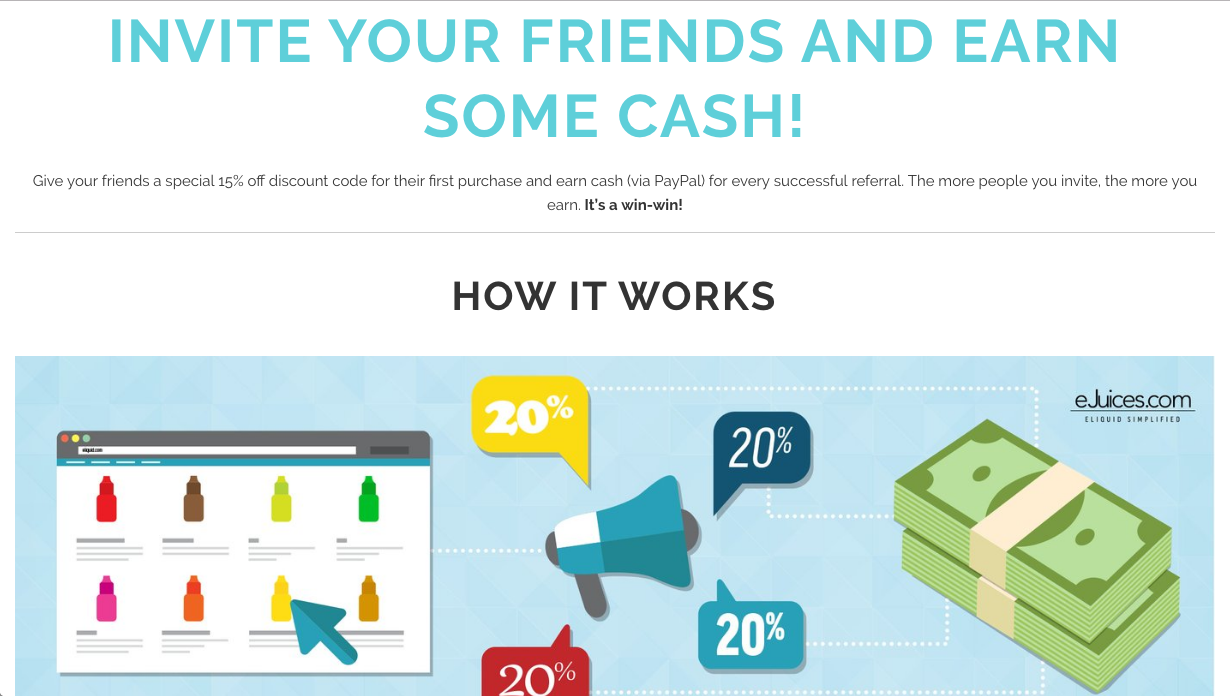 INVITE YOUR FRIENDS AND EARN
SOME CASH!
Give your friends a special 15% off discount code for their first purchase and earn cash (via PayPal) for every successful referral. The more people you invite, the more you
earn. It's a win-win!
HOW IT WORKS
20%
20%
eJuices.com
ELIQUID SIMPLIFIED
eliquid.com
20%
20%